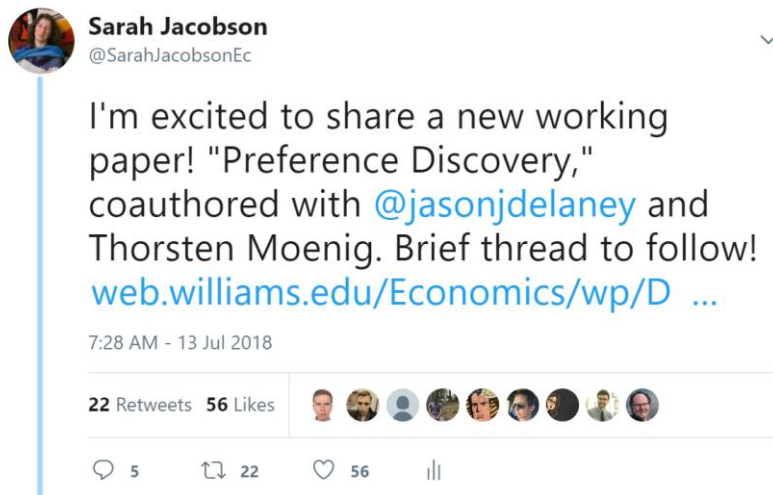 Sarah Jacobson
@SarahJacobsonEc
I'm excited to share a new working
paper! "Preference Discovery,"
coauthored with @jasonjdelaney and
Thorsten Moenig. Brief thread to follow!
web.williams.edu/Economics/wp/D ...
7:28 AM - 13 Jul 2018
22 Retweets 56 Likes
5 22 56